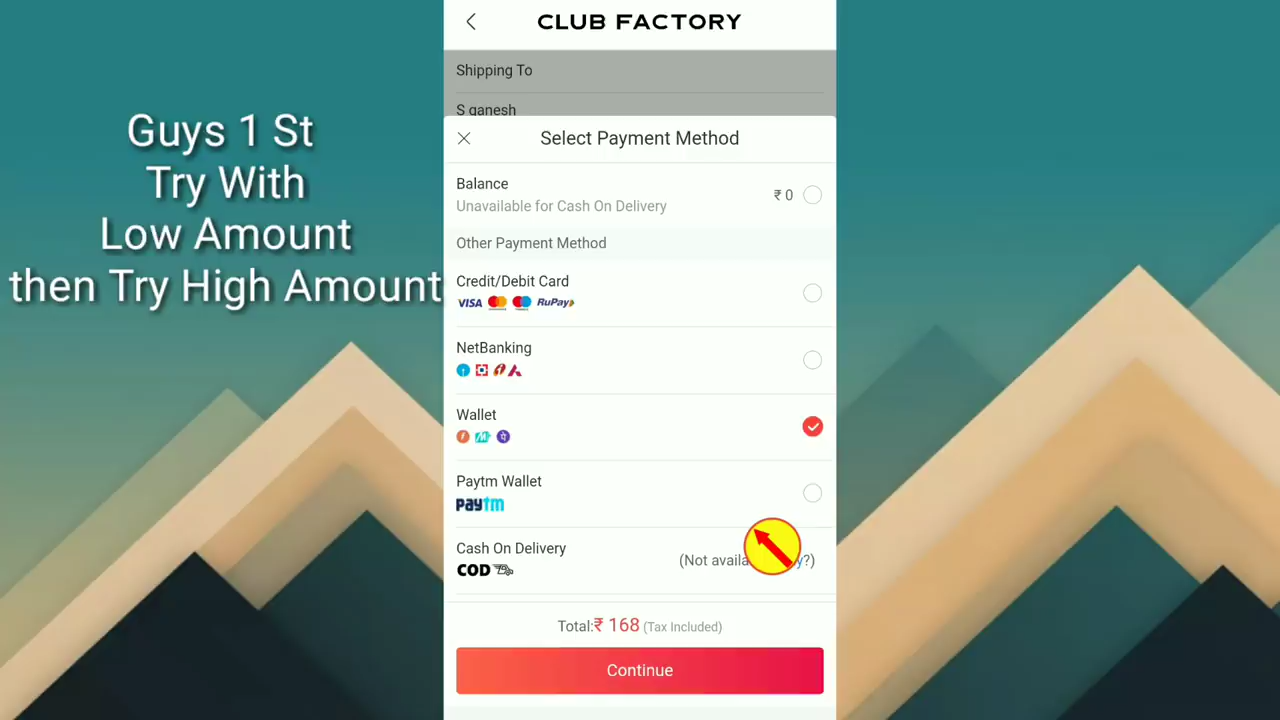 Guys 1 St
Try With
Low Amount
then Try High Amount
CLUB FACTORY
Shipping To
S ganesh
Select Payment Method
Balance
₹ 0
Unavailable for Cash On Delivery
Other Payment Method
Credit/Debit Card
VISA RuPay
NetBanking
Wallet
Paytm Wallet
paytm
Cash On Delivery
COD
(Not
Total:₹ 168 (Tax Included)
Continue